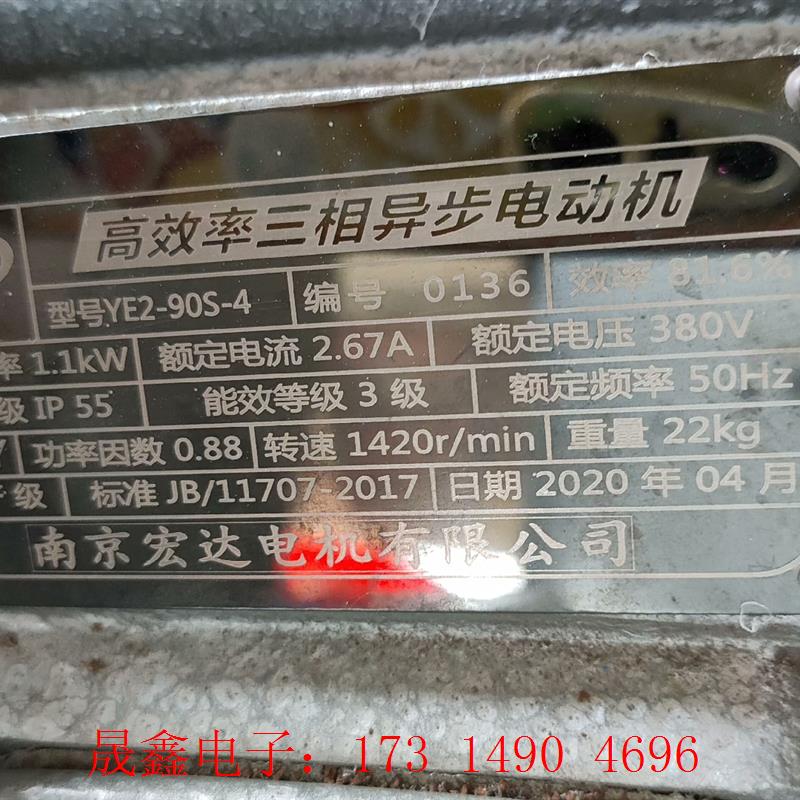 高效率三相异步电动机
型号YE2-90S-4 编号 0136 效率 81.6%
率 1.1kW 额定电流 2.67A 额定电压 380V
级 IP 55 能效等级 3 级 额定频率 50Hz
Y 功率因数 0.88 转速 1420r/min 重量 22kg
级 标准 JB/11707-2017 日期 2020 年 04 月
南京宏达电机有限公司
晟鑫电子：173 1490 4696